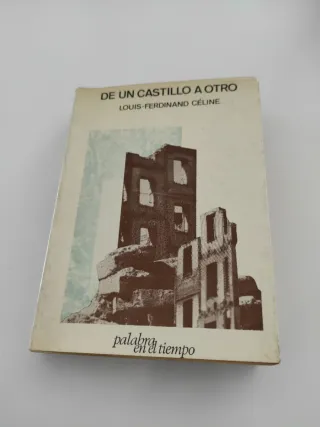 DE UN CASTILLO A OTRO
LOUIS-FERDINAND CÉLINE
palabra
en el tiempo